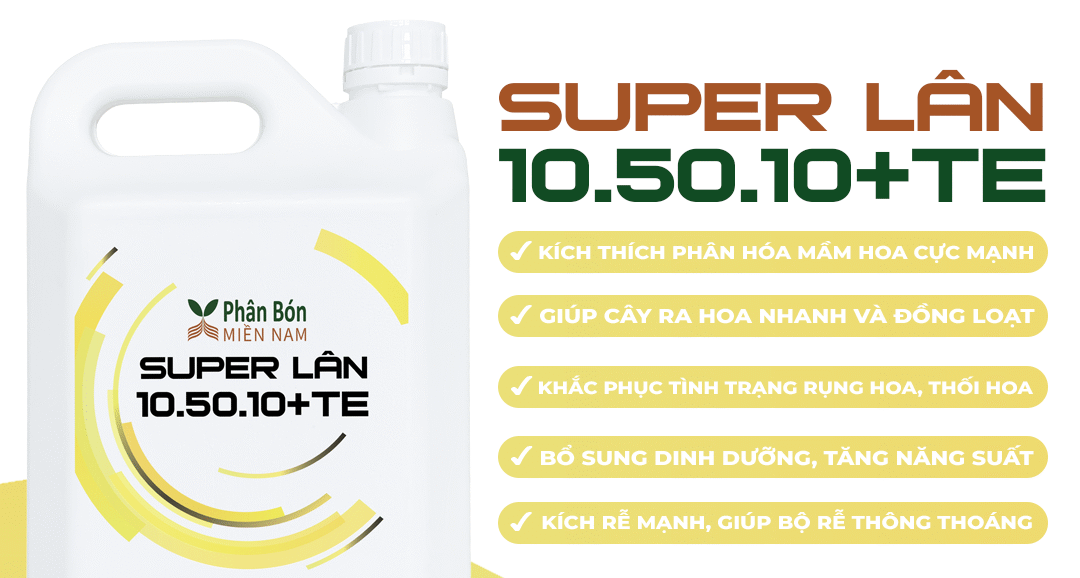 SUPER LÂN
10.50.10+TE
KÍCH THÍCH PHÂN HÓA MẦM HOA CỰC MẠNH
GIÚP CÂY RA HOA NHANH VÀ ĐỒNG LOẠT
KHẮC PHỤC TÌNH TRẠNG RỤNG HOA, THỐI HOA
BỔ SUNG DINH DƯỠNG, TĂNG NĂNG SUẤT
KÍCH RỄ MẠNH, GIÚP BỘ RỄ THÔNG THOÁNG
Phân Bón
MIỀN NAM
SUPER LÂN
10.50.10+TE